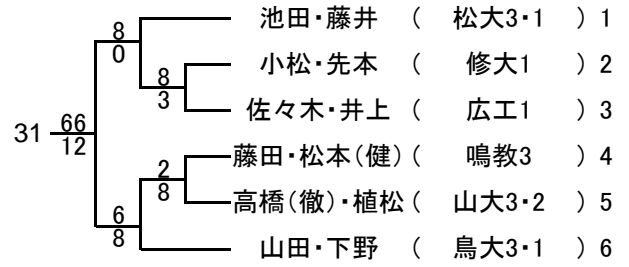 池田・藤井 ( 松大3・1 ) 1
8
0
小松・先本 ( 修大1 ) 2
8
3
佐々木・井上 ( 広工1 ) 3
31
66
12
藤田・松本(健) ( 鳴教3 ) 4
2
8
高橋(徹)・植松 ( 山大3・2 ) 5
6
8
山田・下野 ( 鳥大3・1 ) 6